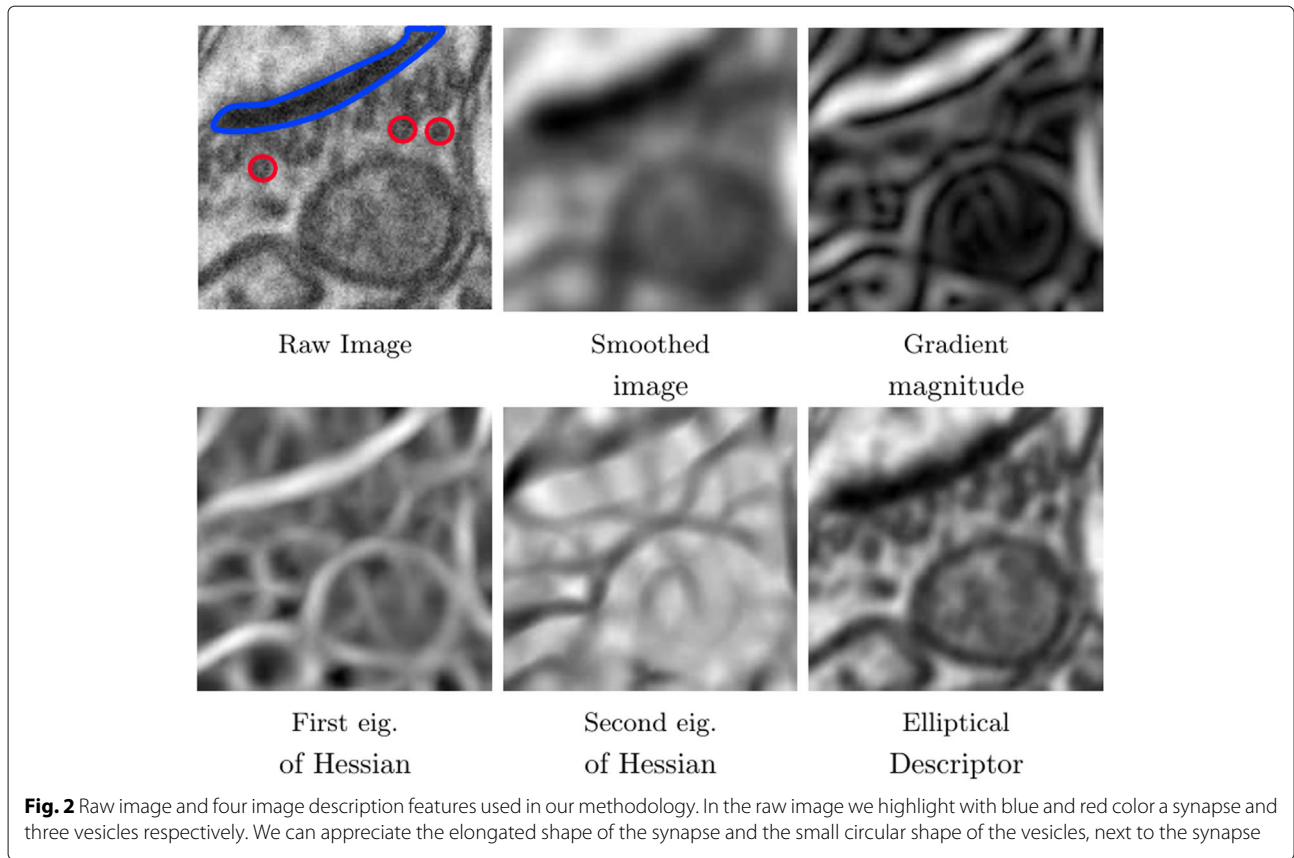 Raw Image
Smoothed
image
Gradient
magnitude
First eig.
of Hessian
Second eig.
of Hessian
Elliptical
Descriptor
Fig. 2 Raw image and four image description features used in our methodology. In the raw image we highlight with blue and red color a synapse and
three vesicles respectively. We can appreciate the elongated shape of the synapse and the small circular shape of the vesicles, next to the synapse